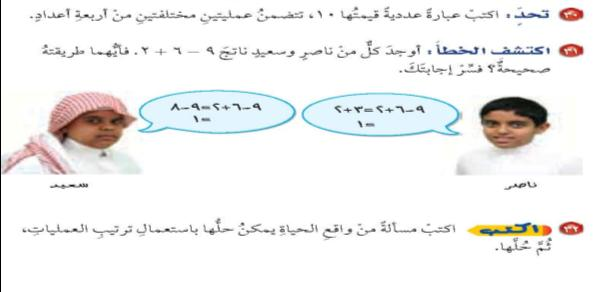 ٣٠ تحدٍّ: اكتبْ عبارةً عدديةً قيمتُها ١٠، تتضمنُ عمليتينِ مختلفتينِ منْ أربعةِ أعدادٍ.
٣١ اكتشف الخطأ: أوجدَ كلٌّ منْ ناصرٍ وسعيدٍ ناتجَ ٩ – ٦ + ٢. فأيُّهما طريقتُهُ
صحيحةٌ؟ فسِّرْ إجابتَكَ.
٩-٦+٢=٣+٢
=١
٩-٦+٢=٩-٨
=١
ناصر
سعيد
٣٢ اكتب اكتبْ مسألةً منْ واقعِ الحياةِ يمكنُ حلُّها باستعمالِ ترتيبِ العملياتِ،
ثُمَّ حُلَّها.